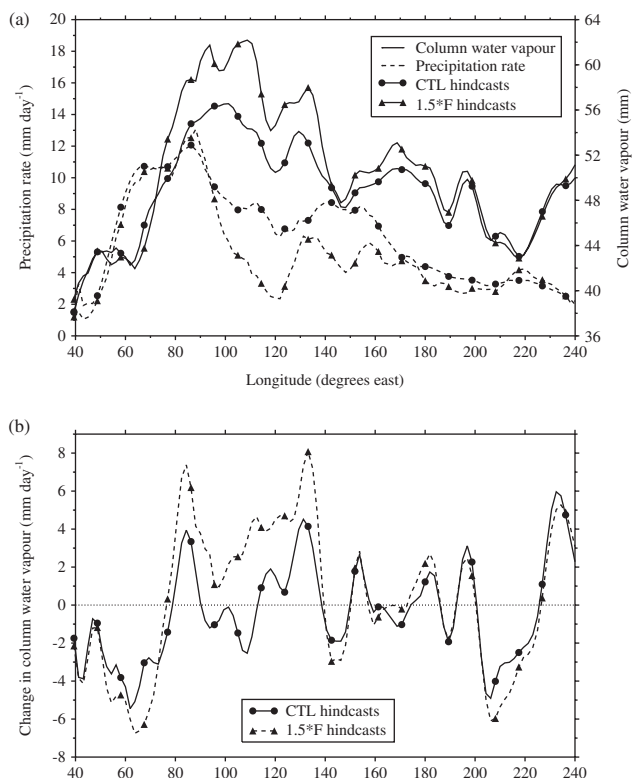 (a)
20
18
16
14
12
10
8
6
4
2
0
Precipitation rate (mm day-1)
Column water vapour
Precipitation rate
CTL hindcasts
1.5*F hindcasts
64
60
56
52
48
44
40
36
Column water vapour (mm)
40 60 80 100 120 140 160 180 200 220 240
Longitude (degrees east)
(b)
8
6
4
2
0
-2
-4
-6
-8
Change in column water vapour (mm day-1)
CTL hindcasts
1.5*F hindcasts
40 60 80 100 120 140 160 180 200 220 240